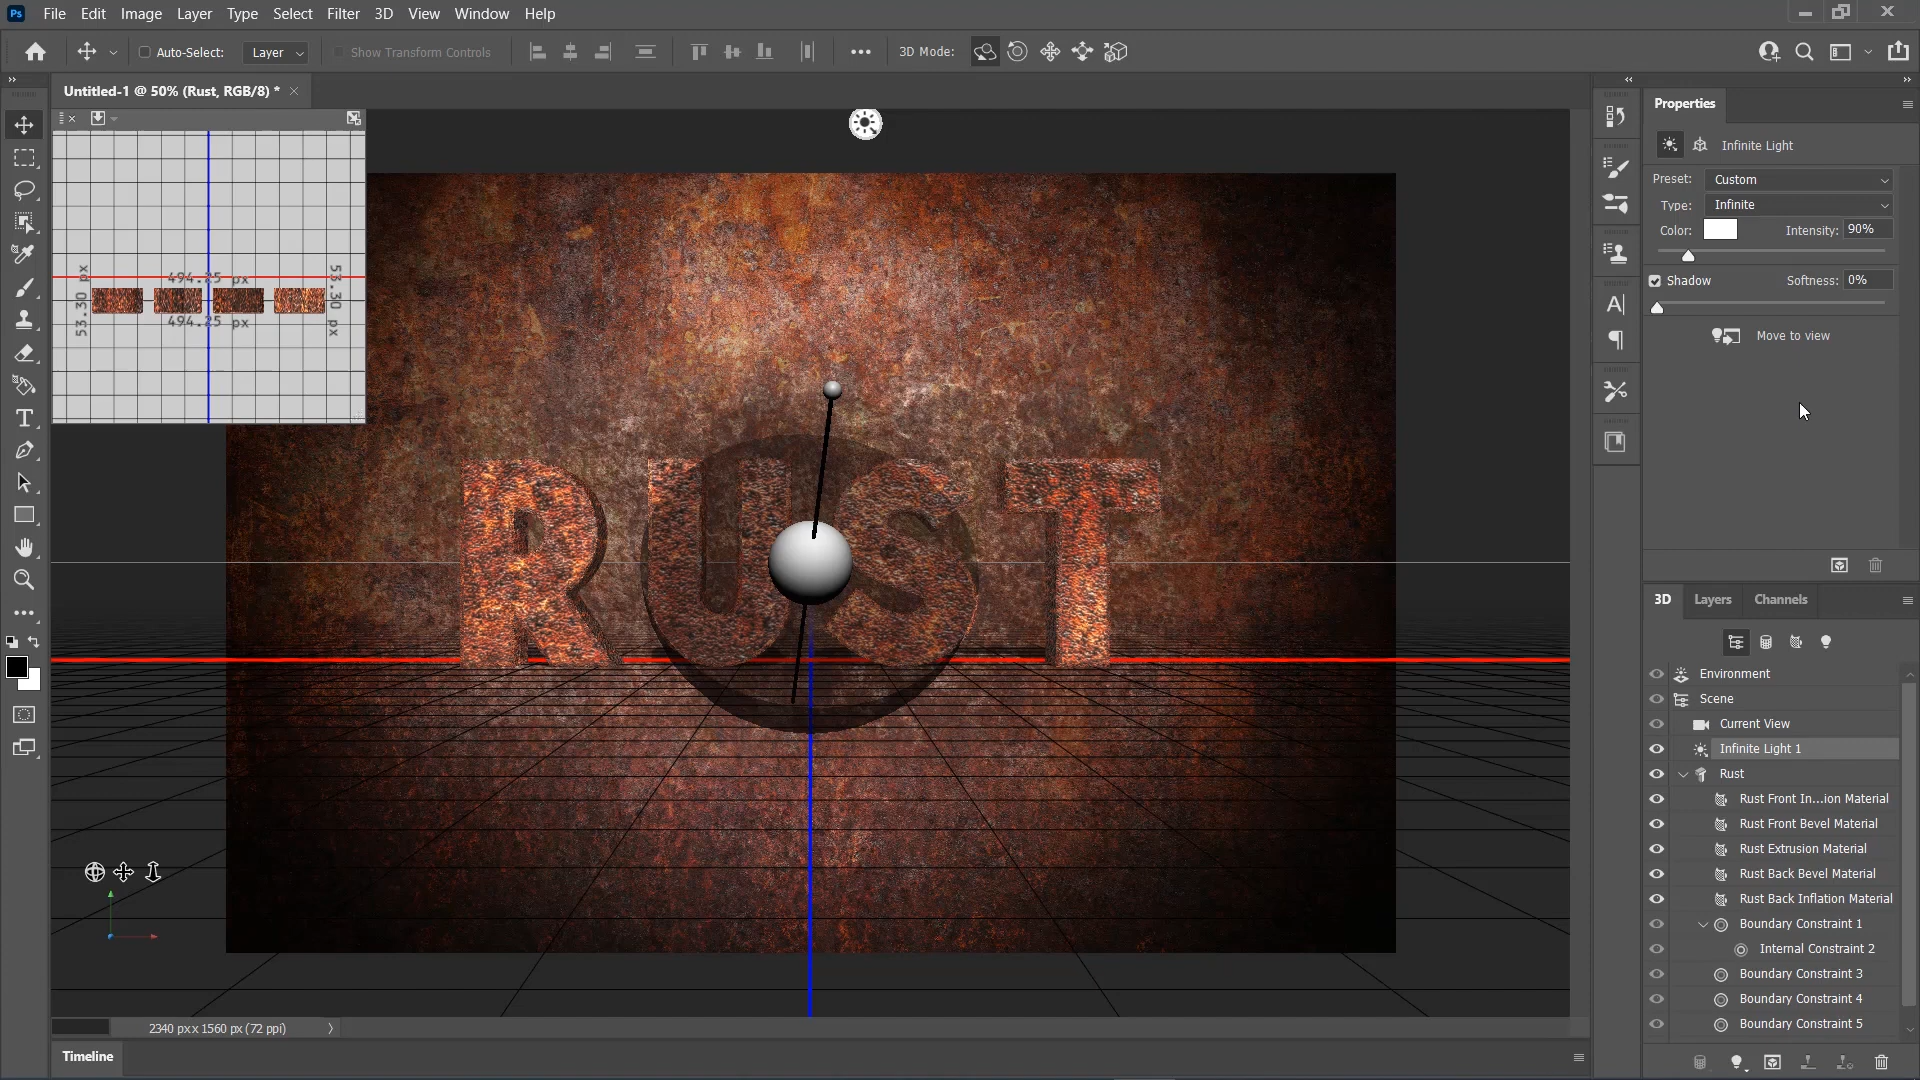 Ps File Edit Image Layer Type Select Filter 3D View Window Help
Auto-Select: Layer Show Transform Controls 3D Mode:
Untitled-1 @ 50% (Rust, RGB/8) *
494.25 px
53.30 px
53.30 px
494.25 px
RUST
2340 px x 1560 px (72 ppi)
Timeline
Properties
Infinite Light
Preset: Custom
Type: Infinite
Color: Intensity: 90%
Shadow Softness: 0%
Move to view
3D Layers Channels
Environment
Scene
Current View
Infinite Light 1
Rust
Rust Front In...ion Material
Rust Front Bevel Material
Rust Extrusion Material
Rust Back Bevel Material
Rust Back Inflation Material
Boundary Constraint 1
Internal Constraint 2
Boundary Constraint 3
Boundary Constraint 4
Boundary Constraint 5